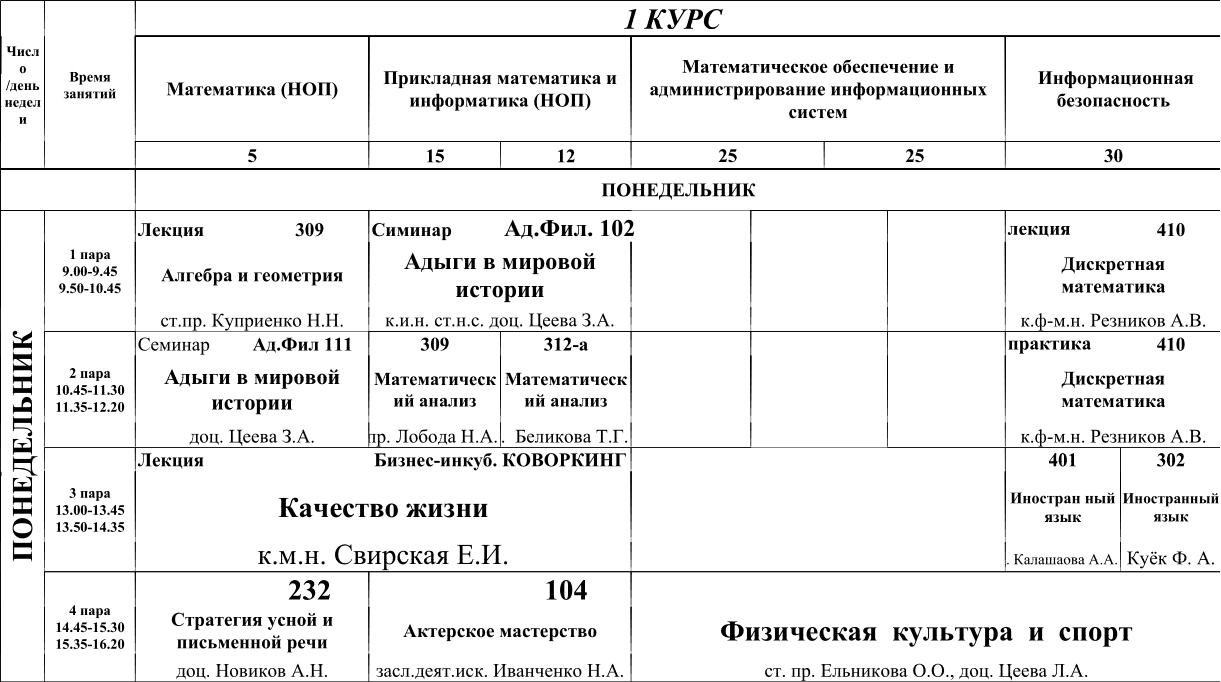 1 КУРС
Числ
о
/день
недел
и
Время
занятий
Математика (НОП)
Прикладная математика и
информатика (НОП)
Математическое обеспечение и
администрирование информационных
систем
Информационная
безопасность
5
15
12
25
25
30
ПОНЕДЕЛЬНИК
ПОНЕДЕЛЬНИК
1 пара
9.00-9.45
9.50-10.45
Лекция 309
Алгебра и геометрия
ст.пр. Куприенко Н.Н.
Симинар Ад.Фил. 102
Адыги в мировой
истории
к.и.н. ст.н.с. доц. Цеева З.А.
лекция 410
Дискретная
математика
к.ф-м.н. Резников А.В.
2 пара
10.45-11.30
11.35-12.20
Семинар Ад.Фил 111
Адыги в мировой
истории
доц. Цеева З.А.
309
Математическ
ий анализ
пр. Лобода Н.А.
312-а
Математическ
ий анализ
. Беликова Т.Г.
практика 410
Дискретная
математика
к.ф-м.н. Резников А.В.
3 пара
13.00-13.45
13.50-14.35
Лекция Бизнес-инкуб. КОВОРКИНГ
Качество жизни
к.м.н. Свирская Е.И.
401
Иностран ный
язык
. Калашаова А.А.
302
Иностранный
язык
Куёк Ф. А.
4 пара
14.45-15.30
15.35-16.20
232
Стратегия устной и
письменной речи
доц. Новиков А.Н.
104
Актерское мастерство
засл.деят.иск. Иванченко Н.А.
Физическая культура и спорт
ст. пр. Ельникова О.О., доц. Цеева Л.А.